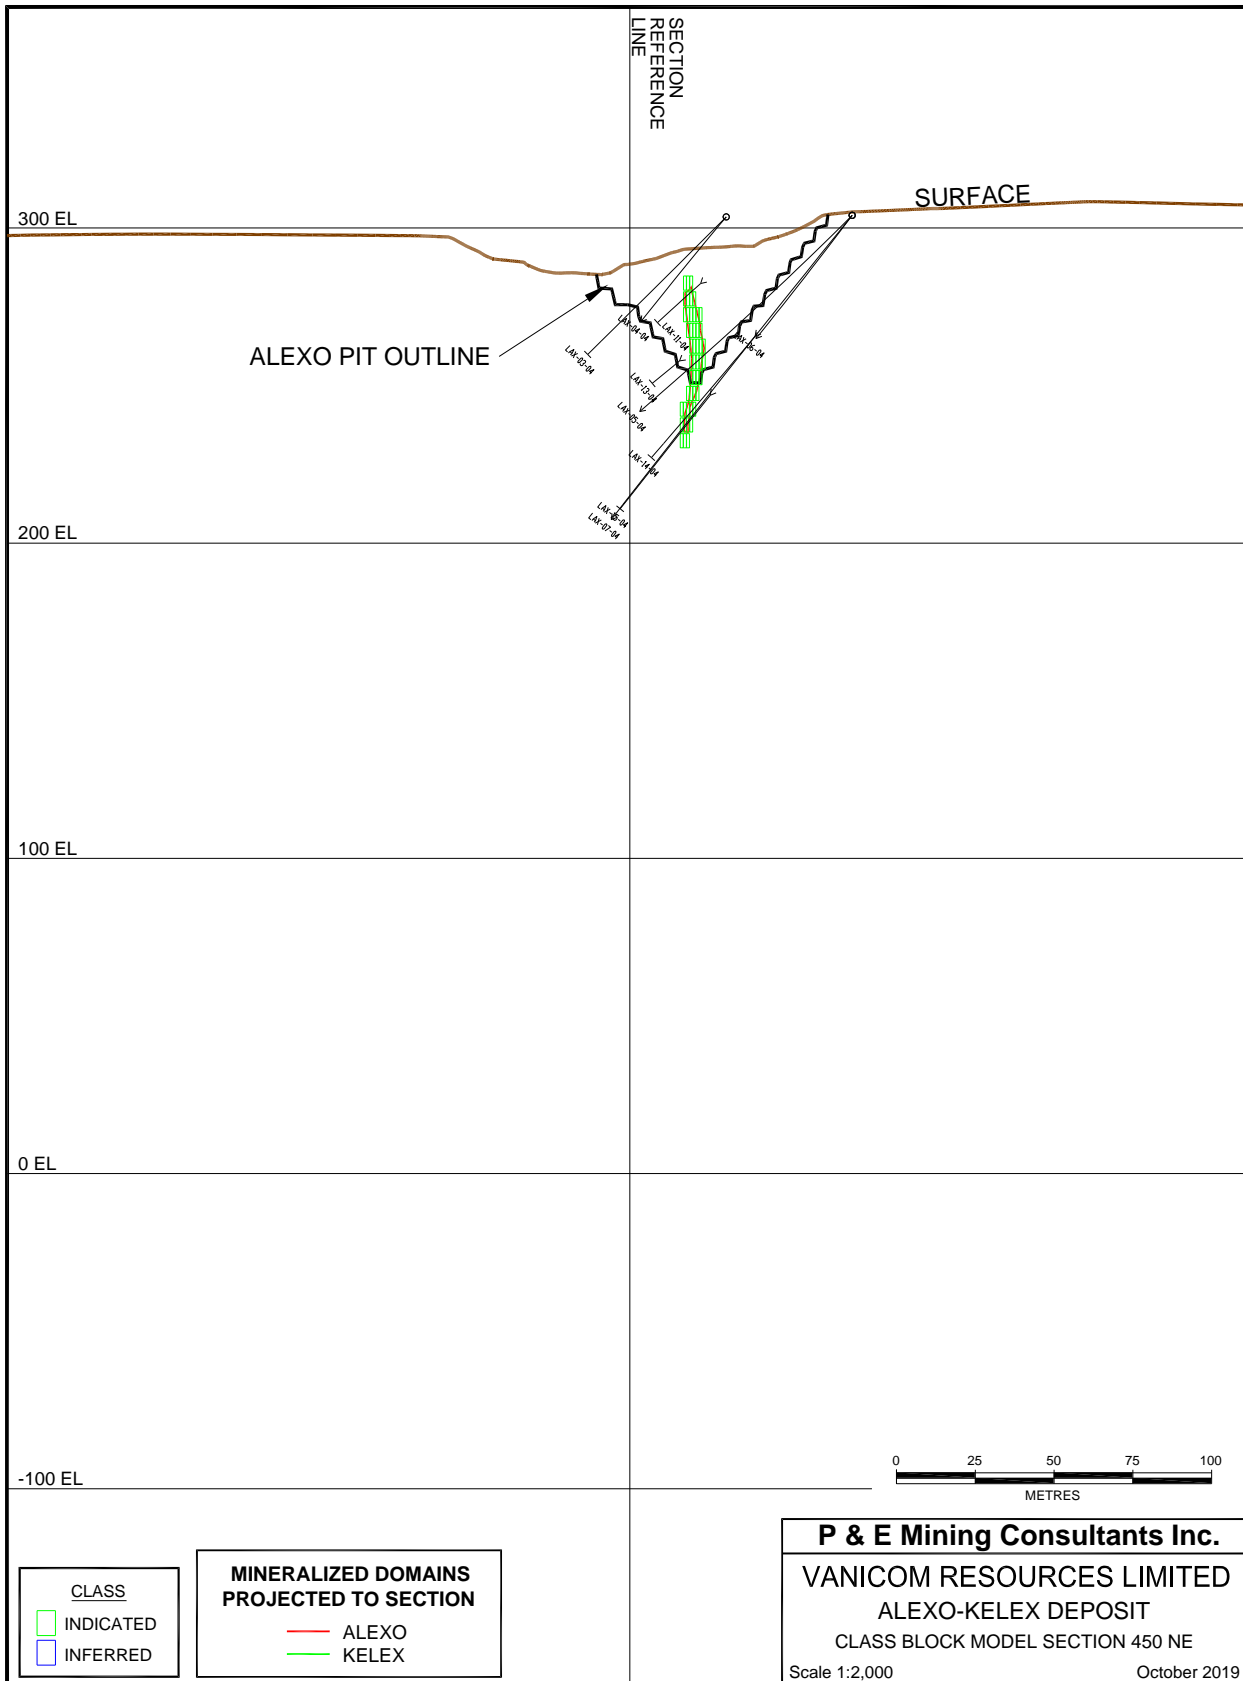 SECTION
REFERENCE
LINE
SURFACE
300 EL
LAX-04-04
LAX-11-04
LAX-06-04
ALEXO PIT OUTLINE
LAX-03-04
LAX-13-04
LAX-05-04
LAX-14-04
LAX-07-04
200 EL
100 EL
0 EL
-100 EL
0 25 50 75 100
METRES
P & E Mining Consultants Inc.
VANICOM RESOURCES LIMITED
ALEXO-KELEX DEPOSIT
CLASS BLOCK MODEL SECTION 450 NE
Scale 1:2,000 October 2019
CLASS
INDICATED
INFERRED
MINERALIZED DOMAINS
PROJECTED TO SECTION
ALEXO
KELEX